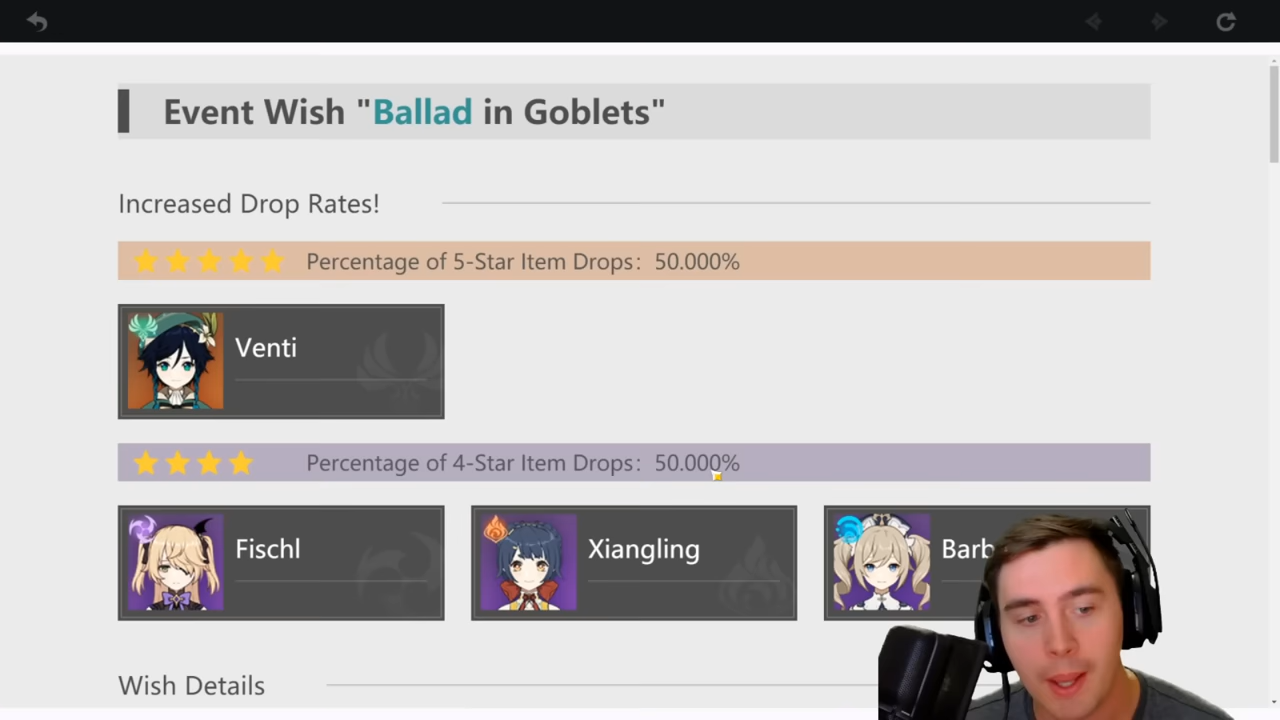 Event Wish "Ballad in Goblets"
Increased Drop Rates!
Percentage of 5-Star Item Drops: 50.000%
Venti
Percentage of 4-Star Item Drops: 50.000%
Fischl
Xiangling
Barb
Wish Details